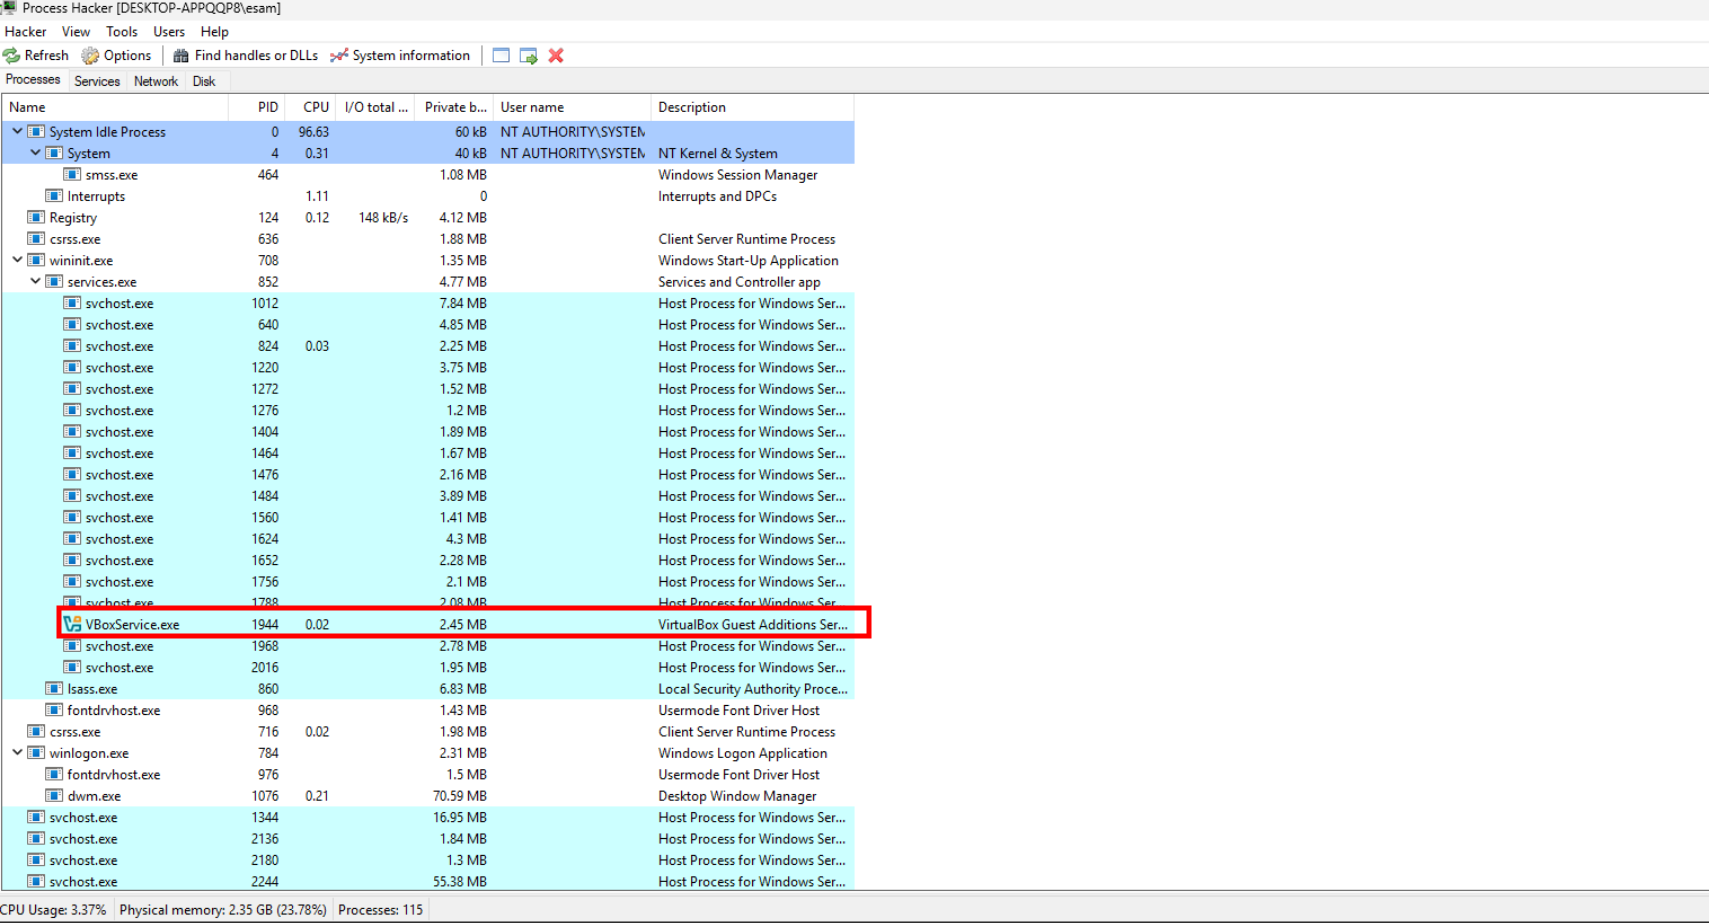 Process Hacker [DESKTOP-APPQQP8\esam]
Hacker View Tools Users Help
Refresh Options Find handles or DLLs System information
Processes Services Network Disk
Name PID CPU I/O total ... Private b... User name Description
System Idle Process 0 96.63 60 kB NT AUTHORITY\SYSTEM
System 4 0.31 40 kB NT AUTHORITY\SYSTEM NT Kernel & System
smss.exe 464 1.08 MB Windows Session Manager
Interrupts 1.11 0 Interrupts and DPCs
Registry 124 0.12 148 kB/s 4.12 MB
csrss.exe 636 1.88 MB Client Server Runtime Process
wininit.exe 708 1.35 MB Windows Start-Up Application
services.exe 852 4.77 MB Services and Controller app
svchost.exe 1012 7.84 MB Host Process for Windows Ser...
svchost.exe 640 4.85 MB Host Process for Windows Ser...
svchost.exe 824 0.03 2.25 MB Host Process for Windows Ser...
svchost.exe 1220 3.75 MB Host Process for Windows Ser...
svchost.exe 1272 1.52 MB Host Process for Windows Ser...
svchost.exe 1276 1.2 MB Host Process for Windows Ser...
svchost.exe 1404 1.89 MB Host Process for Windows Ser...
svchost.exe 1464 1.67 MB Host Process for Windows Ser...
svchost.exe 1476 2.16 MB Host Process for Windows Ser...
svchost.exe 1484 3.89 MB Host Process for Windows Ser...
svchost.exe 1560 1.41 MB Host Process for Windows Ser...
svchost.exe 1624 4.3 MB Host Process for Windows Ser...
svchost.exe 1652 2.28 MB Host Process for Windows Ser...
svchost.exe 1756 2.1 MB Host Process for Windows Ser...
svchost.exe 1788 2.08 MB Host Process for Windows Ser...
VBoxService.exe 1944 0.02 2.45 MB VirtualBox Guest Additions Ser...
svchost.exe 1968 2.78 MB Host Process for Windows Ser...
svchost.exe 2016 1.95 MB Host Process for Windows Ser...
lsass.exe 860 6.83 MB Local Security Authority Proce...
fontdrvhost.exe 968 1.43 MB Usermode Font Driver Host
csrss.exe 716 0.02 1.98 MB Client Server Runtime Process
winlogon.exe 784 2.31 MB Windows Logon Application
fontdrvhost.exe 976 1.5 MB Usermode Font Driver Host
dwm.exe 1076 0.21 70.59 MB Desktop Window Manager
svchost.exe 1344 16.95 MB Host Process for Windows Ser...
svchost.exe 2136 1.84 MB Host Process for Windows Ser...
svchost.exe 2180 1.3 MB Host Process for Windows Ser...
svchost.exe 2244 55.38 MB Host Process for Windows Ser...
CPU Usage: 3.37% Physical memory: 2.35 GB (23.78%) Processes: 115